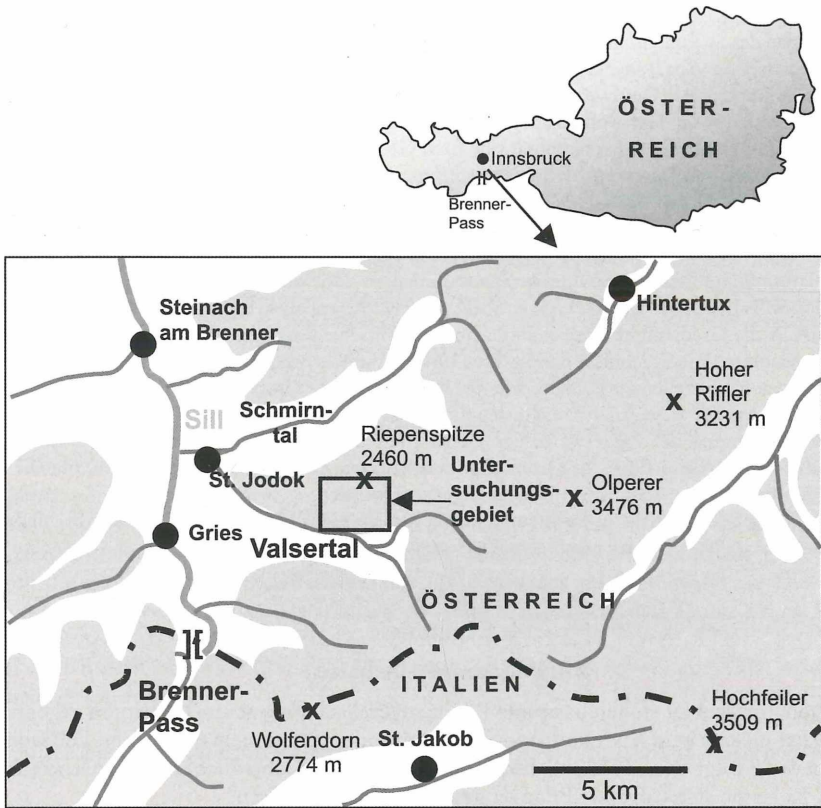 ÖSTER-
REICH
Innsbruck
Brenner-
Pass
Steinach
am Brenner
Hintertux
Hoher
Riffler
3231 m
Sill
Schmirn-
tal
Riepenspitze
2460 m
St. Jodok
Unter-
suchungs-
gebiet
Olperer
3476 m
Gries
Valsertal
ÖSTERREICH
Brenner-
Pass
ITALIEN
Hochfeiler
3509 m
Wolfendorn
2774 m
St. Jakob
5 km